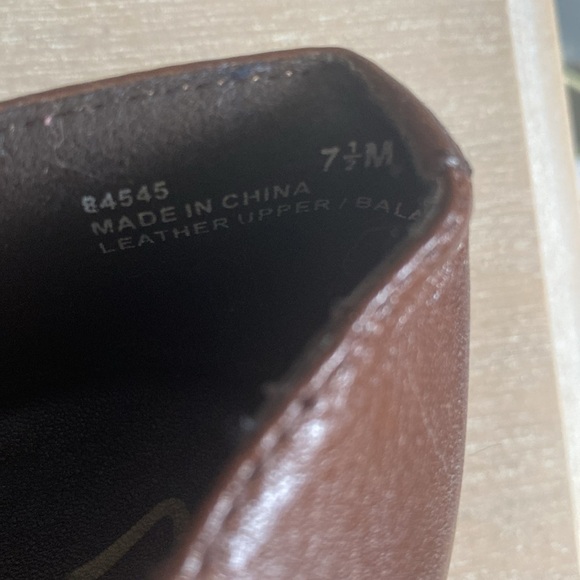 84545 7½M
MADE IN CHINA
LEATHER UPPER / BALA